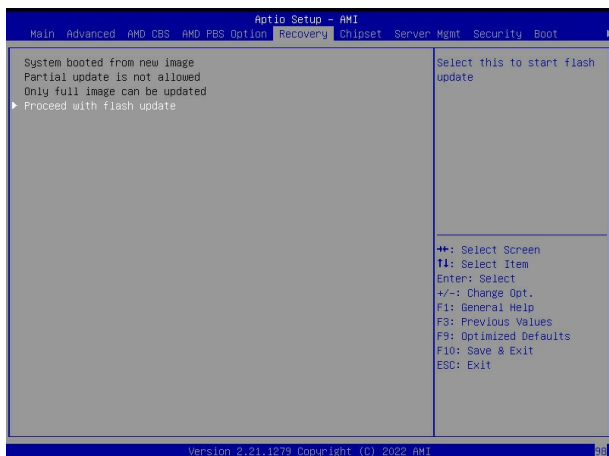 Aptio Setup - AMI
Main Advanced AMD CBS AMD PBS Option Recovery Chipset Server Mgmt Security Boot
System booted from new image
Partial update is not allowed
Only full image can be updated
Proceed with flash update
Select this to start flash
update
→←: Select Screen
↑↓: Select Item
Enter: Select
+/-: Change Opt.
F1: General Help
F3: Previous Values
F9: Optimized Defaults
F10: Save & Exit
ESC: Exit
Version 2.21.1279 Copyright (C) 2022 AMI